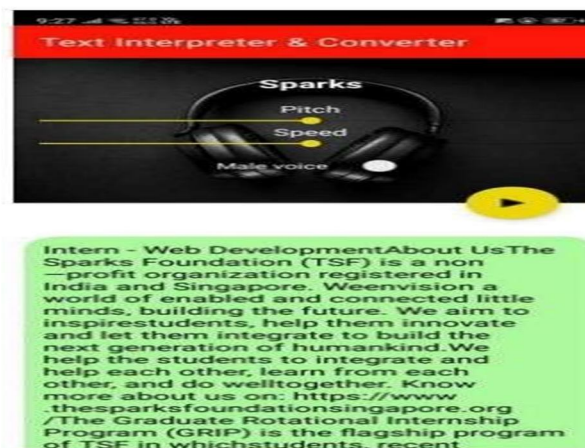 9:27
Text Interpreter & Converter
Sparks
Pitch
Speed
Male voice
Intern - Web DevelopmentAbout UsThe
Sparks Foundation (TSF) is a non
—profit organization registered in
India and Singapore. Weenvision a
world of enabled and connected little
minds, building the future. We aim to
inspirestudents, help them innovate
and let them integrate to build the
next generation of humankind.We
help the students to integrate and
help each other, learn from each
other, and do welltogether. Know
more about us on: https://www
.thesparksfoundationsingapore.org
/The Graduate Rotational Internship
Program (GRIP) is the flagship program
of TSF in whichstudents, recent